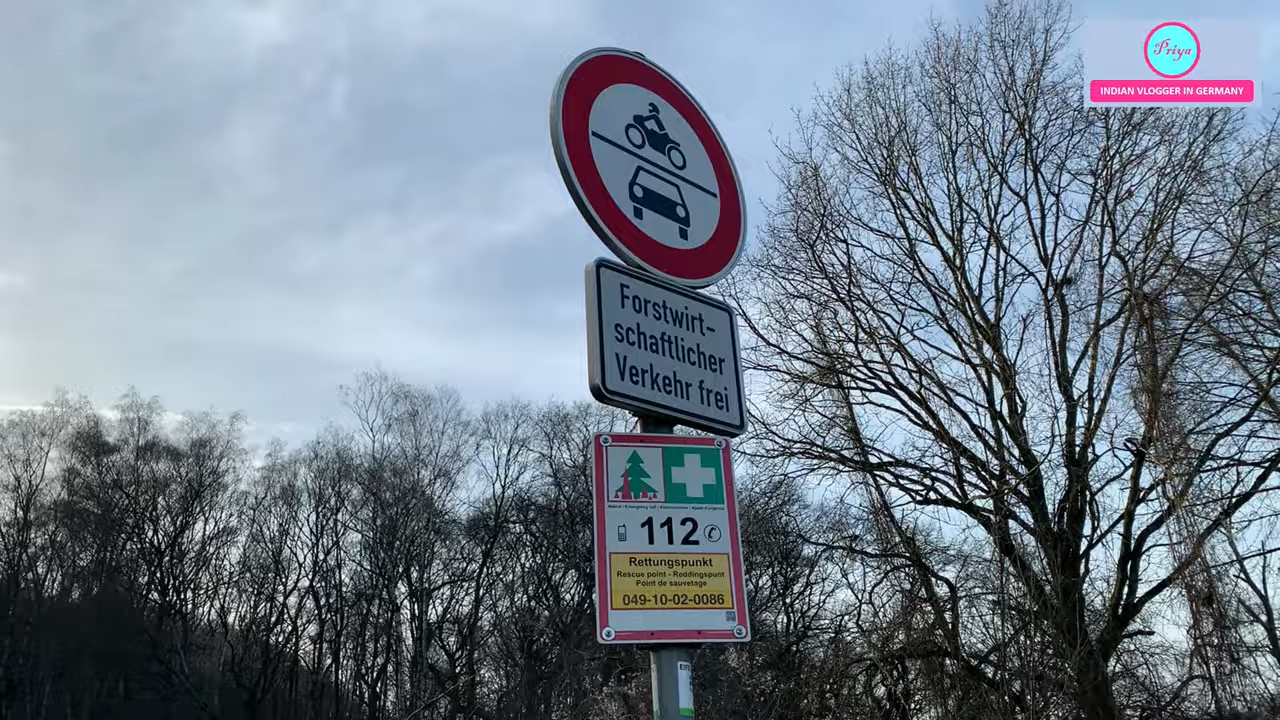 Priya
INDIAN VLOGGER IN GERMANY
Forstwirt-
schaftlicher
Verkehr frei
112
Rettungspunkt
Rescue point - Reddingspunt
Point de sauvetage
049-10-02-0086